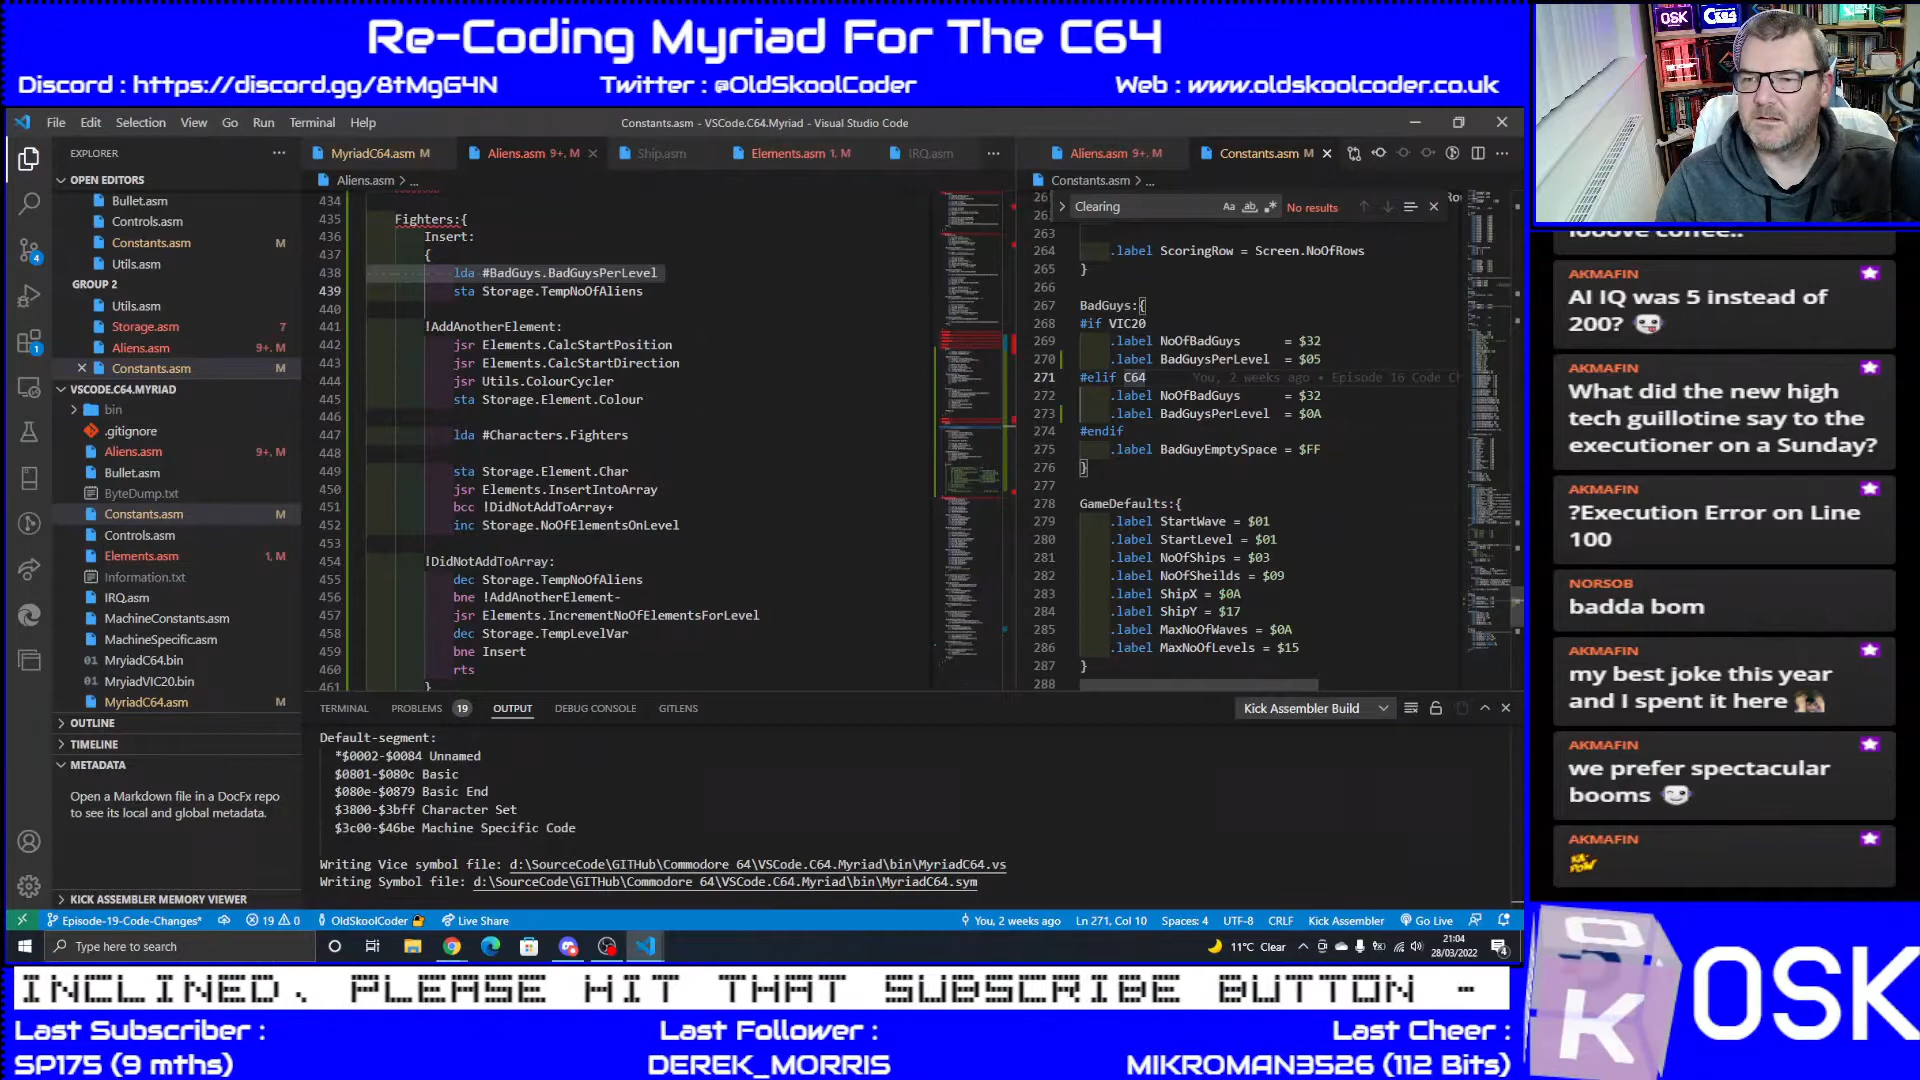 Re-Coding Myriad For The C64
Discord : https://discord.gg/8tMgG4N
Twitter : @OldSkoolCoder
Web : www.oldskoolcoder.co.uk
File Edit Selection View Go Run Terminal Help
Constants.asm - VSCode.C64.Myriad - Visual Studio Code
EXPLORER
OPEN EDITORS
Bullet.asm
Controls.asm
Constants.asm M
Utils.asm
GROUP 2
Utils.asm
Storage.asm 7
Aliens.asm 9+, M
Constants.asm M
VSCODE.C64.MYRIAD
bin
.gitignore
Aliens.asm 9+, M
Bullet.asm
ByteDump.txt
Constants.asm M
Controls.asm
Elements.asm 1, M
Information.txt
IRQ.asm
MachineConstants.asm
MachineSpecific.asm
MryiadC64.bin
MryiadVIC20.bin
MyriadC64.asm M
OUTLINE
TIMELINE
METADATA
Open a Markdown file in a DocFx repo
to see its local and global metadata.
KICK ASSEMBLER MEMORY VIEWER
MyriadC64.asm M
Aliens.asm 9+, M
Ship.asm
Elements.asm 1, M
IRQ.asm
Aliens.asm > ...
434
435 Fighters:{
436 Insert:
437 {
438 lda #BadGuys.BadGuysPerLevel
439 sta Storage.TempNoOfAliens
440
441 !AddAnotherElement:
442 jsr Elements.CalcStartPosition
443 jsr Elements.CalcStartDirection
444 jsr Utils.ColourCycler
445 sta Storage.Element.Colour
446
447 lda #Characters.Fighters
448
449 sta Storage.Element.Char
450 jsr Elements.InsertIntoArray
451 bcc !DidNotAddToArray+
452 inc Storage.NoOfElementsOnLevel
453
454 !DidNotAddToArray:
455 dec Storage.TempNoOfAliens
456 bne !AddAnotherElement-
457 jsr Elements.IncrementNoOfElementsForLevel
458 dec Storage.TempLevelVar
459 bne Insert
460 rts
461 }
Aliens.asm 9+, M
Constants.asm M
Constants.asm > ...
Clearing
Aa ab .*
No results
263
264 .label ScoringRow = Screen.NoOfRows
265 }
266
267 BadGuys:{
268 #if VIC20
269 .label NoOfBadGuys = $32
270 .label BadGuysPerLevel = $05
271 #elif C64 You, 2 weeks ago • Episode 16 Code C
272 .label NoOfBadGuys = $32
273 .label BadGuysPerLevel = $0A
274 #endif
275 .label BadGuyEmptySpace = $FF
276 }
277
278 GameDefaults:{
279 .label StartWave = $01
280 .label StartLevel = $01
281 .label NoOfShips = $03
282 .label NoOfSheilds = $09
283 .label ShipX = $0A
284 .label ShipY = $17
285 .label MaxNoOfWaves = $0A
286 .label MaxNoOfLevels = $15
287 }
288
TERMINAL PROBLEMS 19 OUTPUT DEBUG CONSOLE GITLENS
Kick Assembler Build
Default-segment:
*$0002-$0084 Unnamed
$0801-$080c Basic
$080e-$0879 Basic End
$3800-$3bff Character Set
$3c00-$46be Machine Specific Code
Writing Vice symbol file: d:\SourceCode\GITHub\Commodore 64\VSCode.C64.Myriad\bin\MyriadC64.vs
Writing Symbol file: d:\SourceCode\GITHub\Commodore 64\VSCode.C64.Myriad\bin\MyriadC64.sym
Episode-19-Code-Changes* 19 0 OldSkoolCoder Live Share
You, 2 weeks ago Ln 271, Col 10 Spaces: 4 UTF-8 CRLF Kick Assembler Go Live
Type here to search
11°C Clear
21:04
28/03/2022
OSK
AKMAFIN
AI IQ was 5 instead of
200?
AKMAFIN
What did the new high
tech guillotine say to the
executioner on a Sunday?
AKMAFIN
?Execution Error on Line
100
NORSOB
badda bom
AKMAFIN
my best joke this year
and I spent it here
AKMAFIN
we prefer spectacular
booms
AKMAFIN
INCLINED. PLEASE HIT THAT SUBSCRIBE BUTTON -
Last Subscriber :
SP175 (9 mths)
Last Follower :
DEREK_MORRIS
Last Cheer :
MIKROMAN3526 (112 Bits)
OSK